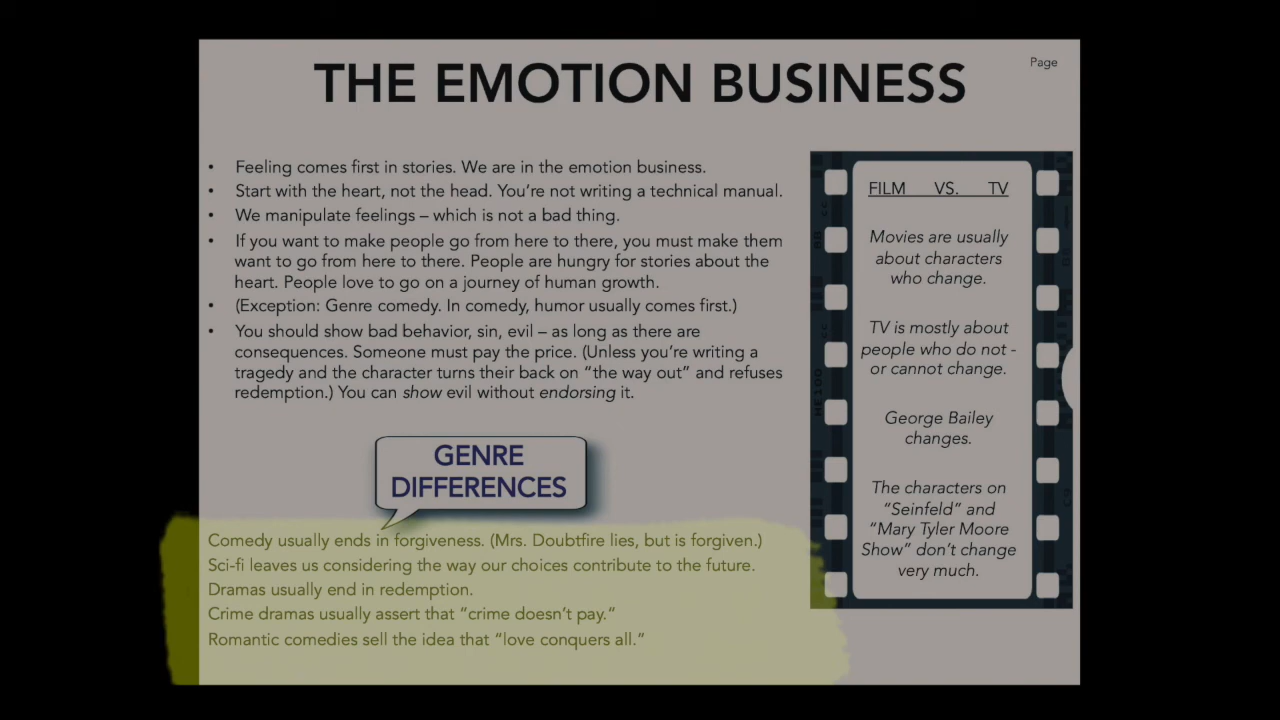 THE EMOTION BUSINESS
Page
• Feeling comes first in stories. We are in the emotion business.
• Start with the heart, not the head. You're not writing a technical manual.
• We manipulate feelings – which is not a bad thing.
• If you want to make people go from here to there, you must make them
want to go from here to there. People are hungry for stories about the
heart. People love to go on a journey of human growth.
• (Exception: Genre comedy. In comedy, humor usually comes first.)
• You should show bad behavior, sin, evil – as long as there are
consequences. Someone must pay the price. (Unless you're writing a
tragedy and the character turns their back on “the way out” and refuses
redemption.) You can show evil without endorsing it.
GENRE
DIFFERENCES
Comedy usually ends in forgiveness. (Mrs. Doubtfire lies, but is forgiven.)
Sci-fi leaves us considering the way our choices contribute to the future.
Dramas usually end in redemption.
Crime dramas usually assert that “crime doesn't pay.”
Romantic comedies sell the idea that “love conquers all.”
FILM VS. TV
Movies are usually
about characters
who change.
TV is mostly about
people who do not -
or cannot change.
George Bailey
changes.
The characters on
“Seinfeld” and
“Mary Tyler Moore
Show” don't change
very much.